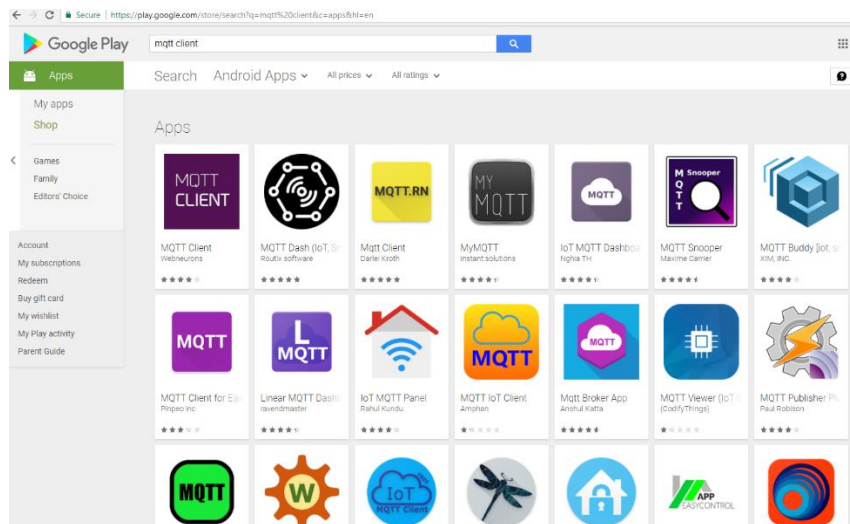 Secure | https://play.google.com/store/search?q=mqtt%20client&c=apps&hl=en
Google Play
mqtt client
Apps
Search Android Apps All prices All ratings
My apps
Shop
Games
Family
Editors' Choice
Account
My subscriptions
Redeem
Buy gift card
My wishlist
My Play activity
Parent Guide
Apps
MQTT
CLIENT
MQTT.RN
MY
MQTT
MQTT
M Snooper
Q
T
T
MQTT Client
Webneurons
MQTT Dash (IoT,
Routix software
Mqtt Client
Darlei Kroth
MyMQTT
instant:solutions
IoT MQTT Dashbo
Nghia TH
MQTT Snooper
Maxime Carrier
MQTT Buddy [iot, s
XIM, INC.
MQTT
L
MQTT
MQTT
MQTT
MQTT Client for Ea
Pinpeo Inc
Linear MQTT Dash
ravendmaster
IoT MQTT Panel
Rahul Kundu
MQTT IoT Client
Amphan
Mqtt Broker App
Anshul Katta
MQTT Viewer (IoT
(CodifyThings)
MQTT Publisher
Paul Robison
MQTT
W
IoT
MQTT Client
APP
EASYCONTROL